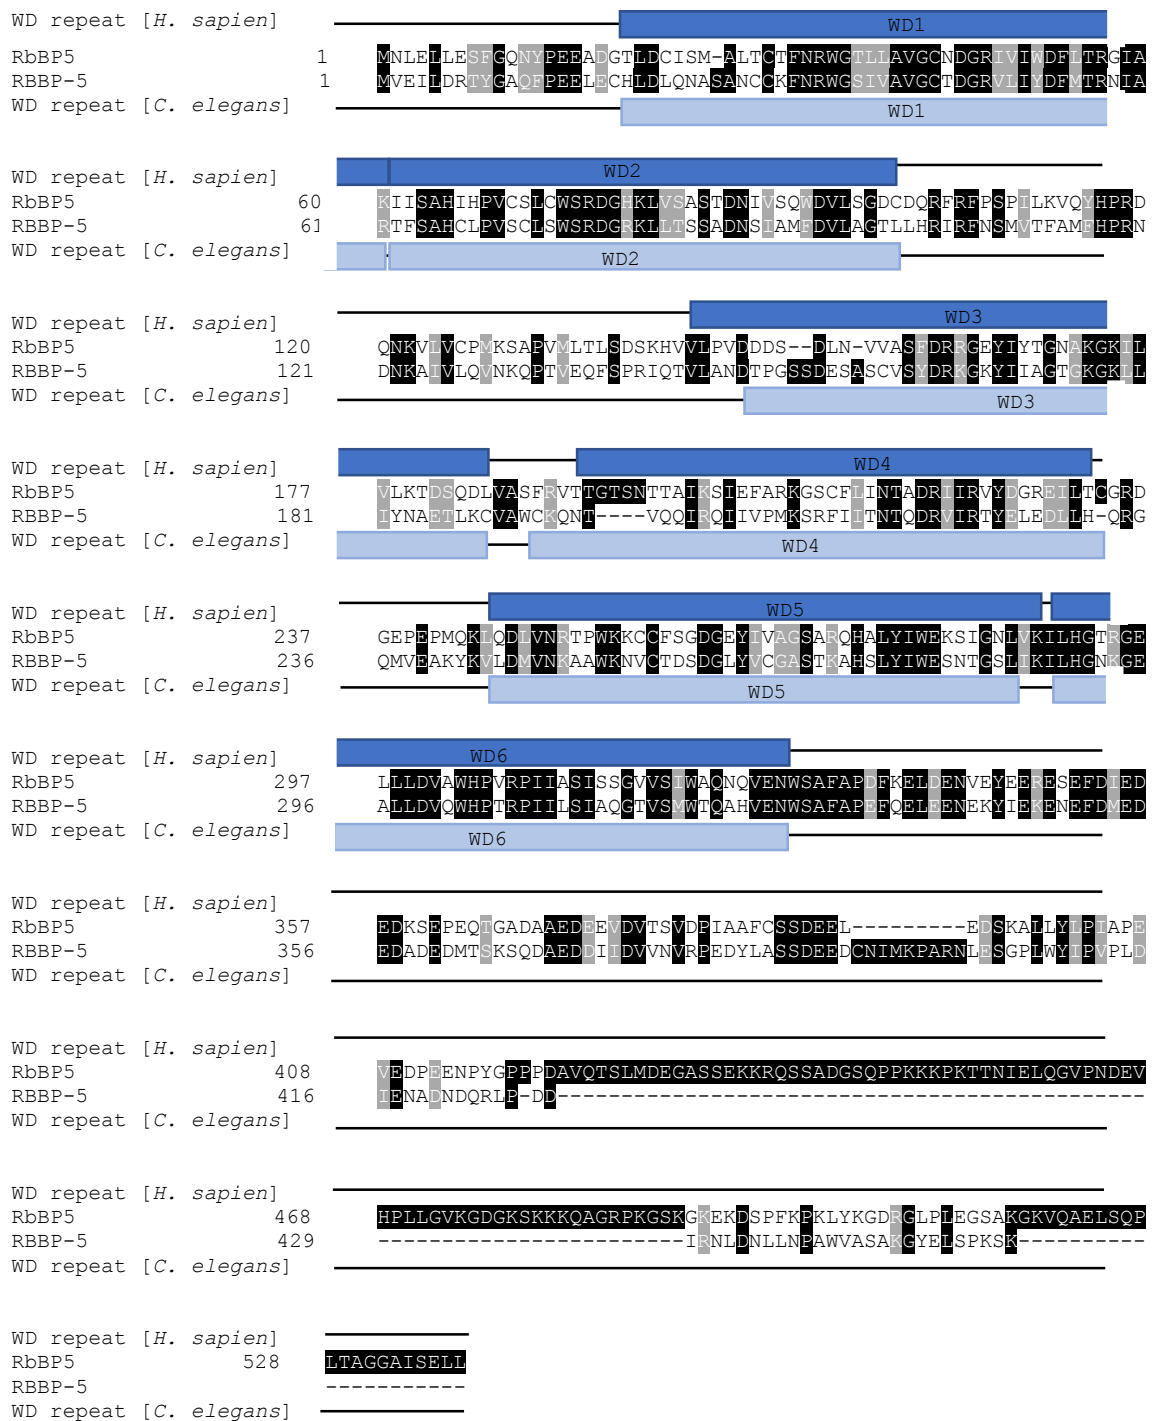 WD repeat [H. sapien] WD1
RbBP5 1 MNLELLESFGQNYPEEADGTLDCISM-ALTCTFNRWGTLLAVGCNDGRIVIWDFLTRGIA
RBBP-5 1 MVEILDRTYGAQFPEELECHLDLQNASANCCKFNRWGSIVAVGCTDGRVLIYDFMTRNIA
WD repeat [C. elegans] WD1
WD repeat [H. sapien] WD2
RbBP5 60 KIISAHIHPVCSLCWSRDGHKLVSASTDNIVSQWDVLSGDCDQRFRFPSPILKVQYHPRD
RBBP-5 61 RTFSAHCLPVSCLSWSRDGRKLLTSSADNSIAMFDVLAGTLLHRIRFNSMVTFAMFHPRN
WD repeat [C. elegans] WD2
WD repeat [H. sapien] WD3
RbBP5 120 QNKVLVCPMKSAPVMLTLSDSKHVVLPVDDDS--DLN-VVASFDRRGEYIYTGNAKGKIL
RBBP-5 121 DNKAIVLQVNKQPTVEQFSPRIQTVLANDTPGSSDESASCVSYDRKGKYIIAGTGKGKLL
WD repeat [C. elegans] WD3
WD repeat [H. sapien] WD4
RbBP5 177 VLKTDSQDLVASFRVTTGTSNTTAIKSIEFARKGSCFLINTADRIIRVYDGREILTCGRD
RBBP-5 181 IYNAETLKCVAWCKQNT----VQQIRQIIVPMKSRFIITNTQDRVIRTYELEDLLH-QRG
WD repeat [C. elegans] WD4
WD repeat [H. sapien] WD5
RbBP5 237 GEPEPMQKLQDLVNRTPWKKCCFSGDGEYIVAGSARQHALYIWEKSIGNLVKILHGTRGE
RBBP-5 236 QMVEAKYKVLDMVNKAAWKNVCTDSDGLYVCGASTKAHSLYIWESNTGSLIKILHGNKGE
WD repeat [C. elegans] WD5
WD repeat [H. sapien] WD6
RbBP5 297 LLLDVAWHPVRPIIASISSGVVSIWAQNQVENWSAFAPDFKELDENVEYEERESEFDIED
RBBP-5 296 ALLDVQWHPTRPIILSIAQGTVSMWTQAHVENWSAFAPEFQELEENEKYIEKENEFDMED
WD repeat [C. elegans] WD6
WD repeat [H. sapien]
RbBP5 357 EDKSEPEQTGADAAEDEEVDVTSVDPIAAFCSSDEEL---------EDSKALLYLPIAPE
RBBP-5 356 EDADEDMTSKSQDAEDDIIDVVNVRPEDYLASSDEEDCNIMKPARNLESGPLWYIPVPLD
WD repeat [C. elegans]
WD repeat [H. sapien]
RbBP5 408 VEDPEENPYGPPPDAVQTSLMDEGASSEKKRQSSADGSQPPKKKPKTTNIELQGVPNDEV
RBBP-5 416 IENADNDQRLP-DD----------------------------------------------
WD repeat [C. elegans]
WD repeat [H. sapien]
RbBP5 468 HPLLGVKGDGKSKKKQAGRPKGSKGKEKDSPFKPKLYKGDRGLPLEGSAKGKVQAELSQP
RBBP-5 429 ------------------------IRNLDNLLNPAWVASAKGYELSPKSK----------
WD repeat [C. elegans]
WD repeat [H. sapien]
RbBP5 528 LTAGGAISELL
RBBP-5 -----------
WD repeat [C. elegans]